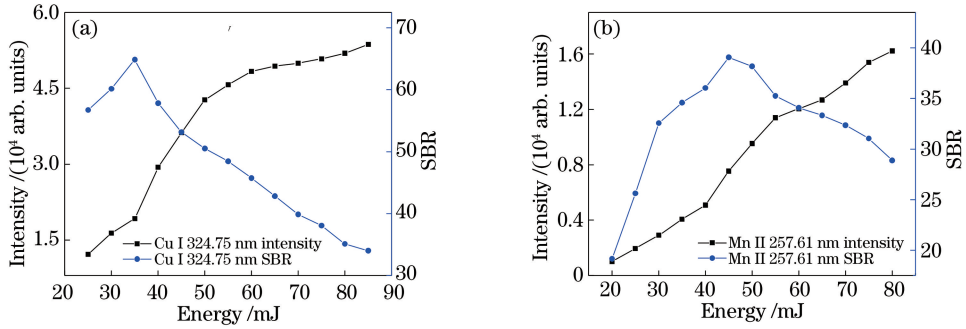 (a)
Intensity /(10⁴ arb. units)
6.0
4.5
3.0
1.5
70
60
50
40
30
SBR
Cu I 324.75 nm intensity
Cu I 324.75 nm SBR
20 30 40 50 60 70 80 90
Energy /mJ
(b)
Intensity /(10⁴ arb. units)
1.6
1.2
0.8
0.4
0
40
35
30
25
20
SBR
Mn II 257.61 nm intensity
Mn II 257.61 nm SBR
20 30 40 50 60 70 80
Energy /mJ